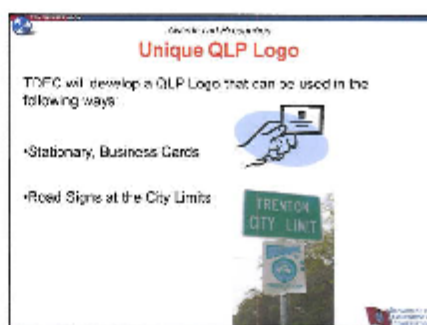 Unique QLP Logo
TDEC will develop a QLP Logo that can be used in the
following ways:
•Stationary, Business Cards
•Road Signs at the City Limits
TRENTON
CITY LIMIT